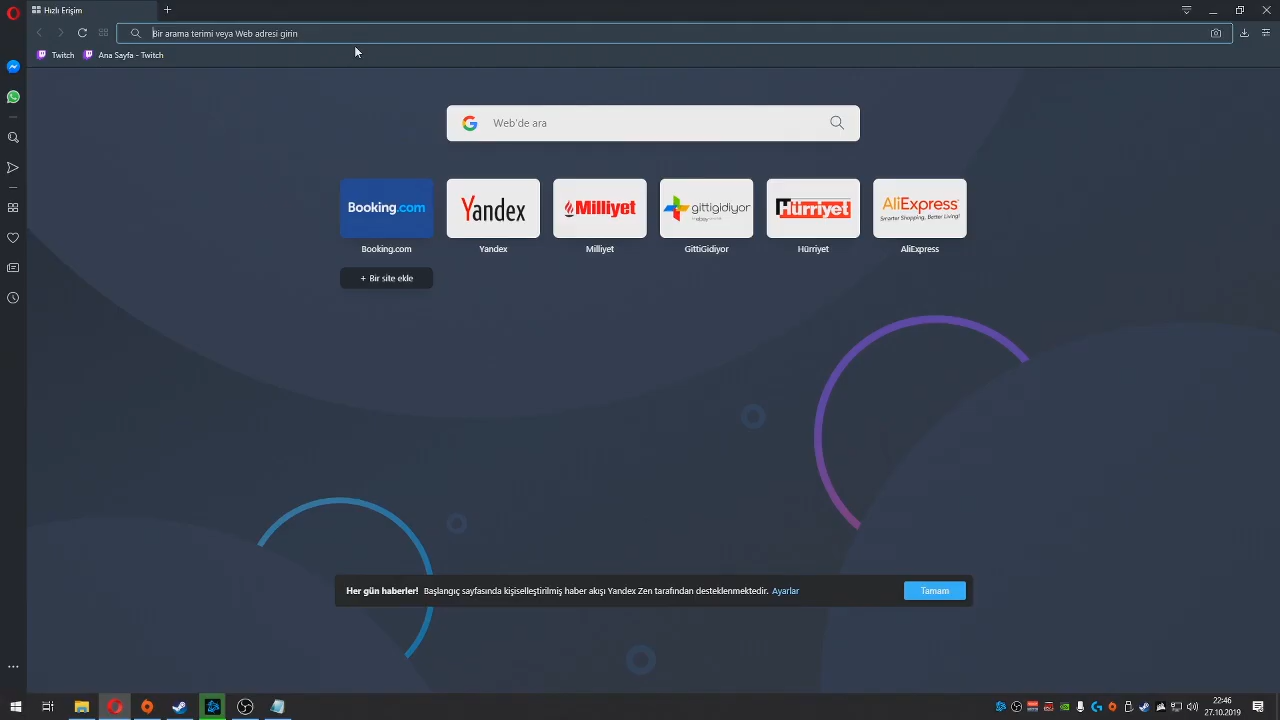 Hızlı Erişim
Bir arama terimi veya Web adresi girin
Twitch
Ana Sayfa - Twitch
Web'de ara
Booking.com
Yandex
Milliyet
gittigidiyor
Hürriyet
AliExpress
Smarter Shopping, Better Living!
Booking.com
Yandex
Milliyet
GittiGidiyor
Hürriyet
AliExpress
+ Bir site ekle
Her gün haberler! Başlangıç sayfasında kişiselleştirilmiş haber akışı Yandex Zen tarafından desteklenmektedir. Ayarlar
Tamam
22:46
27.10.2019